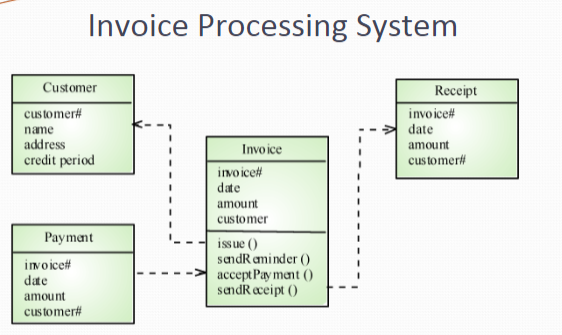 Invoice Processing System
Customer
customer#
name
address
credit period
Receipt
invoice#
date
amount
customer#
Invoice
invoice#
date
amount
customer
issue ()
sendReminder ()
acceptPayment ()
sendReceipt ()
Payment
invoice#
date
amount
customer#